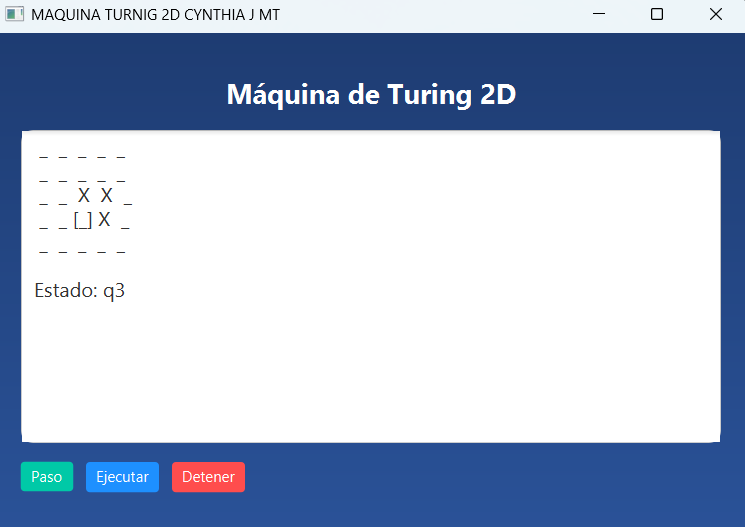 MAQUINA TURNIG 2D CYNTHIA J MT
Máquina de Turing 2D
_ _ _ _ _
_ _ _ _ _
_ _ X X _
_ _ [_] X _
_ _ _ _ _
Estado: q3
Paso Ejecutar Detener